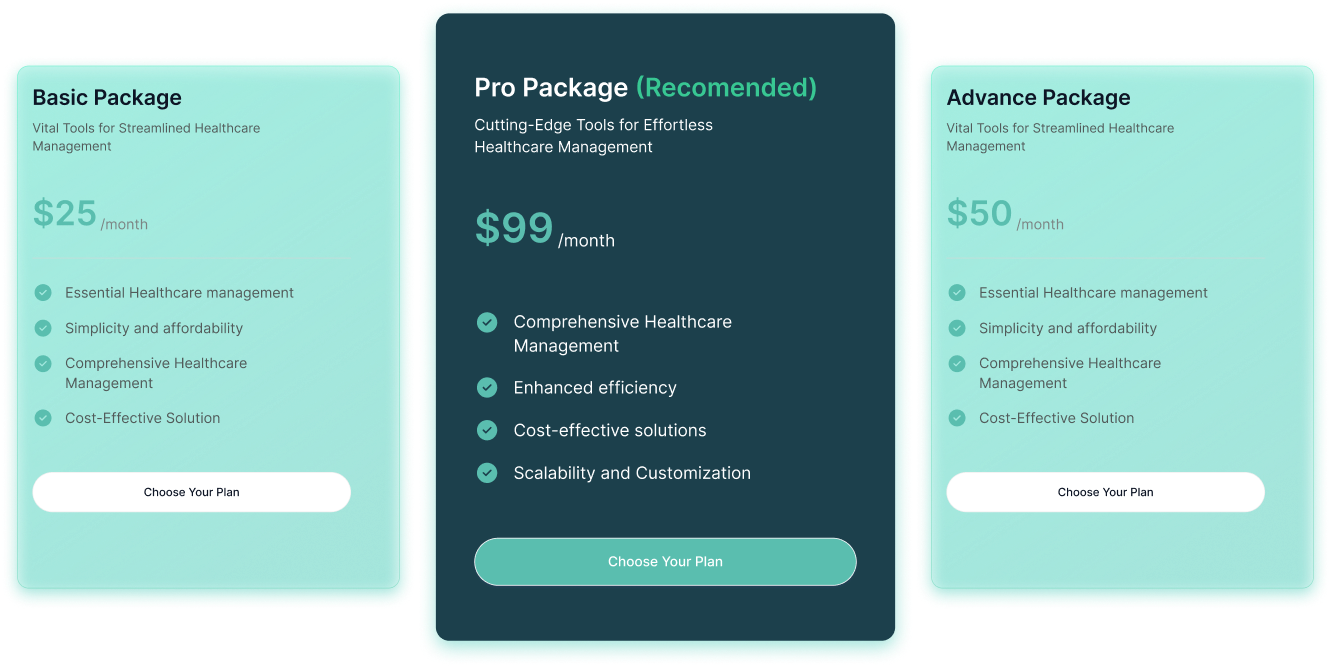 Basic Package
Vital Tools for Streamlined Healthcare
Management
$25 /month
Essential Healthcare management
Simplicity and affordability
Comprehensive Healthcare
Management
Cost-Effective Solution
Choose Your Plan
Pro Package (Recomended)
Cutting-Edge Tools for Effortless
Healthcare Management
$99 /month
Comprehensive Healthcare
Management
Enhanced efficiency
Cost-effective solutions
Scalability and Customization
Choose Your Plan
Advance Package
Vital Tools for Streamlined Healthcare
Management
$50 /month
Essential Healthcare management
Simplicity and affordability
Comprehensive Healthcare
Management
Cost-Effective Solution
Choose Your Plan